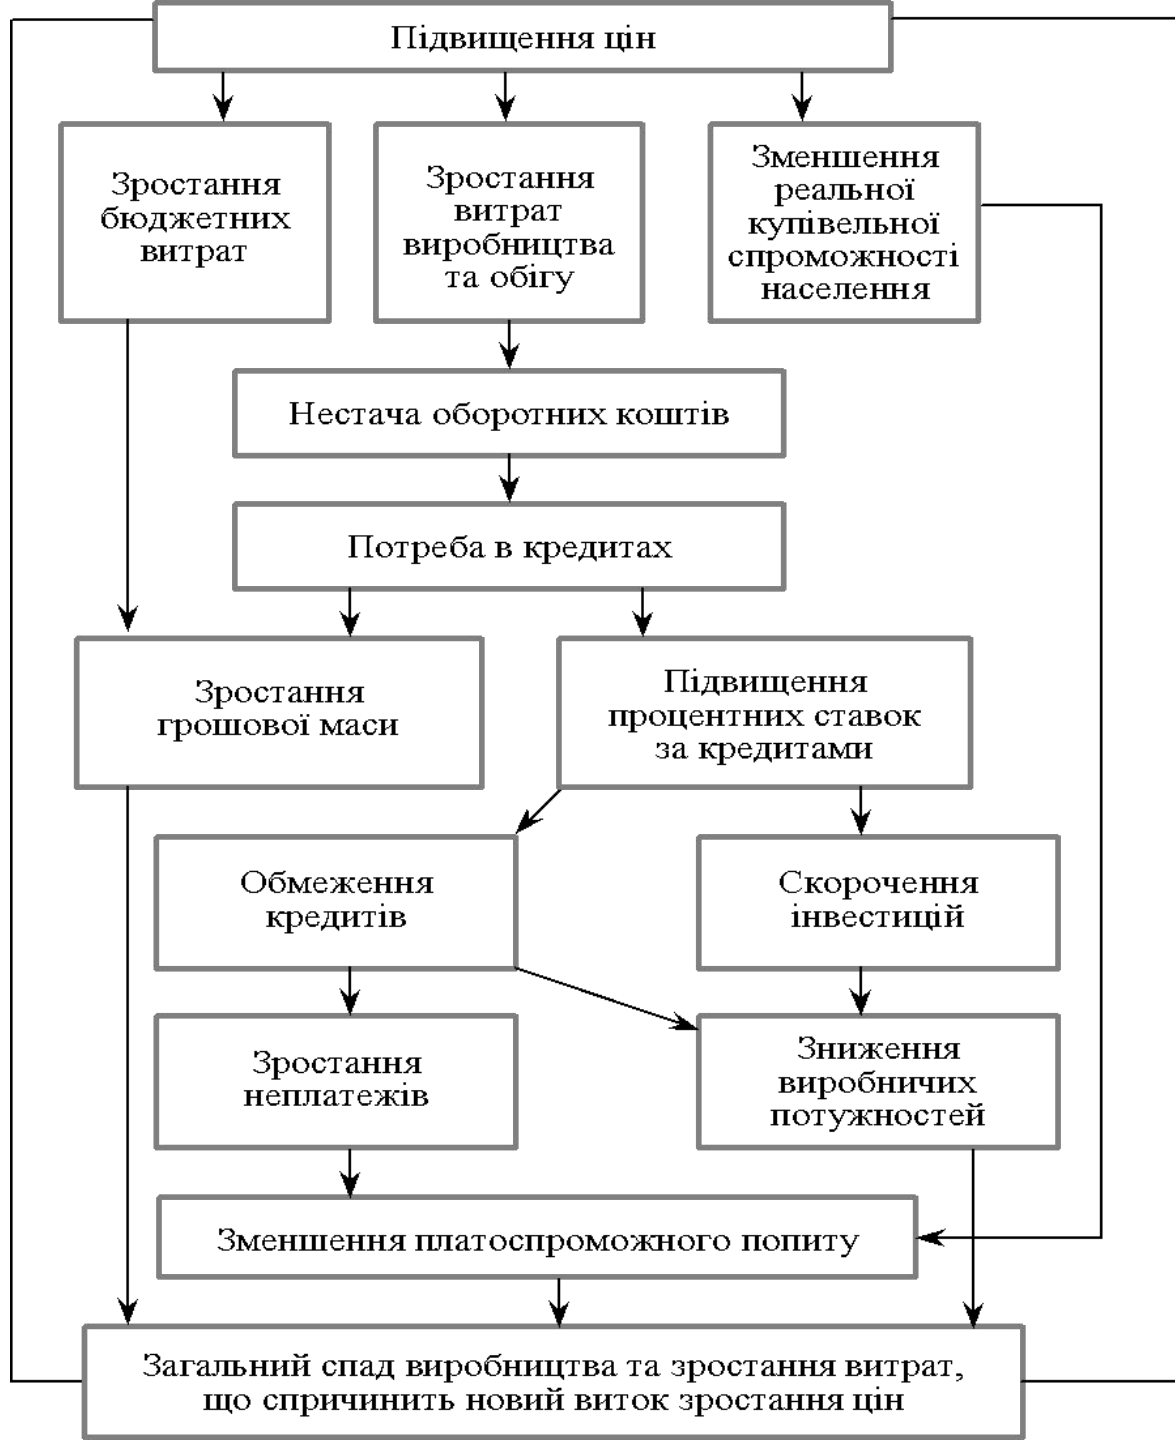 Підвищення цін
Зростання
бюджетних
витрат
Зростання
витрат
виробництва
та обігу
Зменшення
реальної
купівельної
спроможності
населення
Нестача оборотних коштів
Потреба в кредитах
Зростання
грошової маси
Підвищення
процентних ставок
за кредитами
Обмеження
кредитів
Скорочення
інвестицій
Зростання
неплатежів
Зниження
виробничих
потужностей
Зменшення платоспроможного попиту
Загальний спад виробництва та зростання витрат,
що спричинить новий виток зростання цін